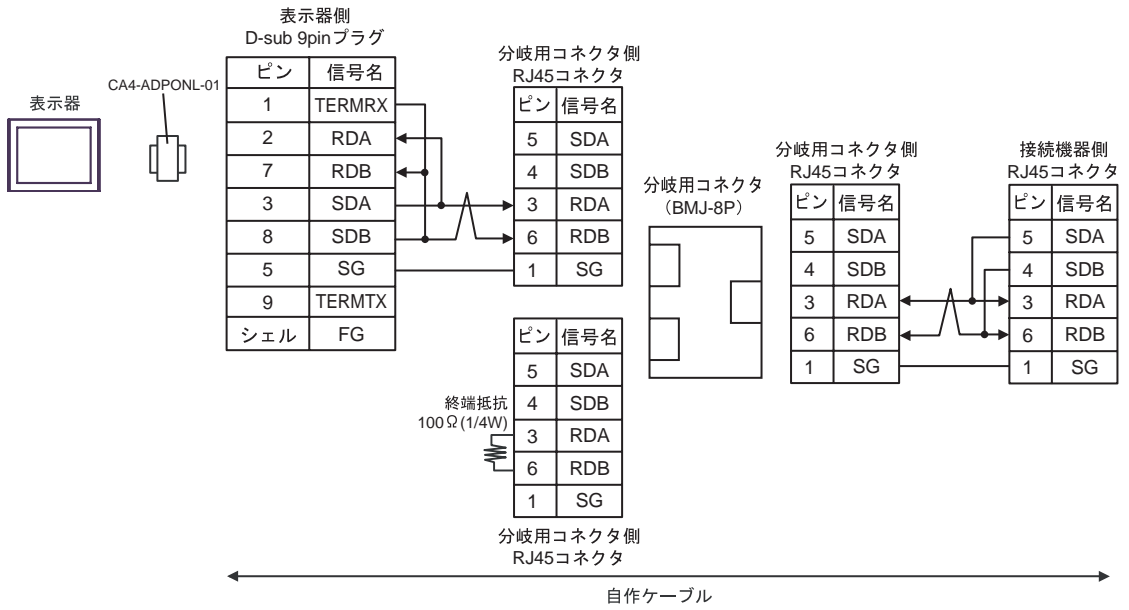 表示器側
D-sub 9pinプラグ
ピン 信号名
1 TERMRX
2 RDA
7 RDB
3 SDA
8 SDB
5 SG
9 TERMTX
シェル FG
CA4-ADPONL-01
表示器
分岐用コネクタ側
RJ45コネクタ
ピン 信号名
5 SDA
4 SDB
3 RDA
6 RDB
1 SG
分岐用コネクタ
（BMJ-8P）
分岐用コネクタ側
RJ45コネクタ
ピン 信号名
5 SDA
4 SDB
3 RDA
6 RDB
1 SG
接続機器側
RJ45コネクタ
ピン 信号名
5 SDA
4 SDB
3 RDA
6 RDB
1 SG
ピン 信号名
5 SDA
4 SDB
3 RDA
6 RDB
1 SG
終端抵抗
100Ω(1/4W)
分岐用コネクタ側
RJ45コネクタ
自作ケーブル